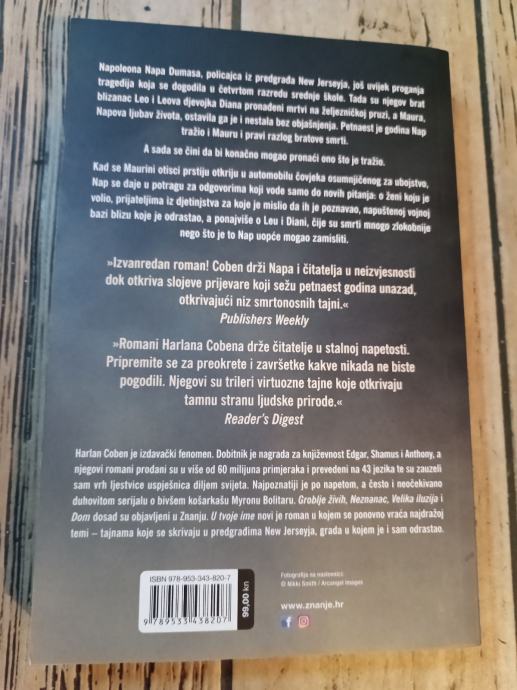 Napoleona Napa Dumasa, policajca iz predgrađa New Jerseyja, još uvijek proganja
tragedija koja se dogodila u četvrtom razredu srednje škole. Tada su njegov brat
blizanac Leo i Leova djevojka Diana pronađeni mrtvi na željezničkoj pruzi, a Maura,
Napova ljubav života, ostavila ga je i nestala bez objašnjenja. Petnaest je godina Nap
tražio i Mauru i pravi razlog bratove smrti.
A sada se čini da bi konačno mogao pronaći ono što je tražio.
Kad se Maurini otisci prstiju otkriju u automobilu čovjeka osumnjičenog za ubojstvo,
Nap se daje u potragu za odgovorima koji vode samo do novih pitanja: o ženi koju je
volio, prijateljima iz djetinjstva za koje je mislio da ih je poznavao, napuštenoj vojnoj
bazi blizu koje je odrastao, a ponajviše o Leu i Diani, čije su smrti mnogo zlokobnije
nego što je to Nap uopće mogao zamisliti.
»Izvanredan roman! Coben drži Napa i čitatelja u neizvjesnosti
dok otkriva slojeve prijevare koji sežu petnaest godina unazad,
otkrivajući niz smrtonosnih tajni.«
Publishers Weekly
»Romani Harlana Cobena drže čitatelje u stalnoj napetosti.
Pripremite se za preokrete i završetke kakve nikada ne biste
pogodili. Njegovi su trileri virtuozne tajne koje otkrivaju
tamnu stranu ljudske prirode.«
Reader's Digest
Harlan Coben je izdavački fenomen. Dobitnik je nagrada za književnost Edgar, Shamus i Anthony, a
njegovi romani prodani su u više od 60 milijuna primjeraka i prevedeni na 43 jezika te su zauzeli
sam vrh ljestvice uspješnica diljem svijeta. Najpoznatiji je po napetom, a često i neočekivano
duhovitom serijalu o bivšem košarkašu Myronu Bolitaru. Groblje živih, Neznanac, Velika iluzija i
Dom dosad su objavljeni u Znanju. U tvoje ime novi je roman u kojem se ponovno vraća najdražoj
temi – tajnama koje se skrivaju u predgrađima New Jerseyja, grada u kojem je i sam odrastao.
ISBN 978-953-343-820-7
9 789533 438207
99,00 kn
Fotografija na naslovnici:
© Nikki Smith / Arcangel Images
www.znanje.hr